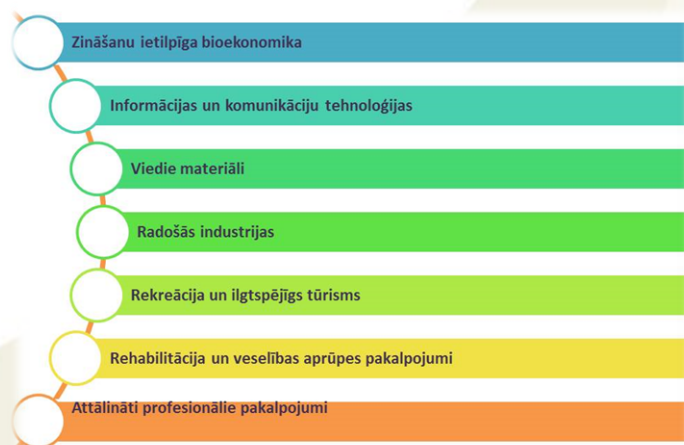 Zināšanu ietilpīga bioekonomika
Informācijas un komunikāciju tehnoloģijas
Viedie materiāli
Radošās industrijas
Rekreācija un ilgtspējīgs tūrisms
Rehabilitācija un veselības aprūpes pakalpojumi
Attālināti profesionālie pakalpojumi